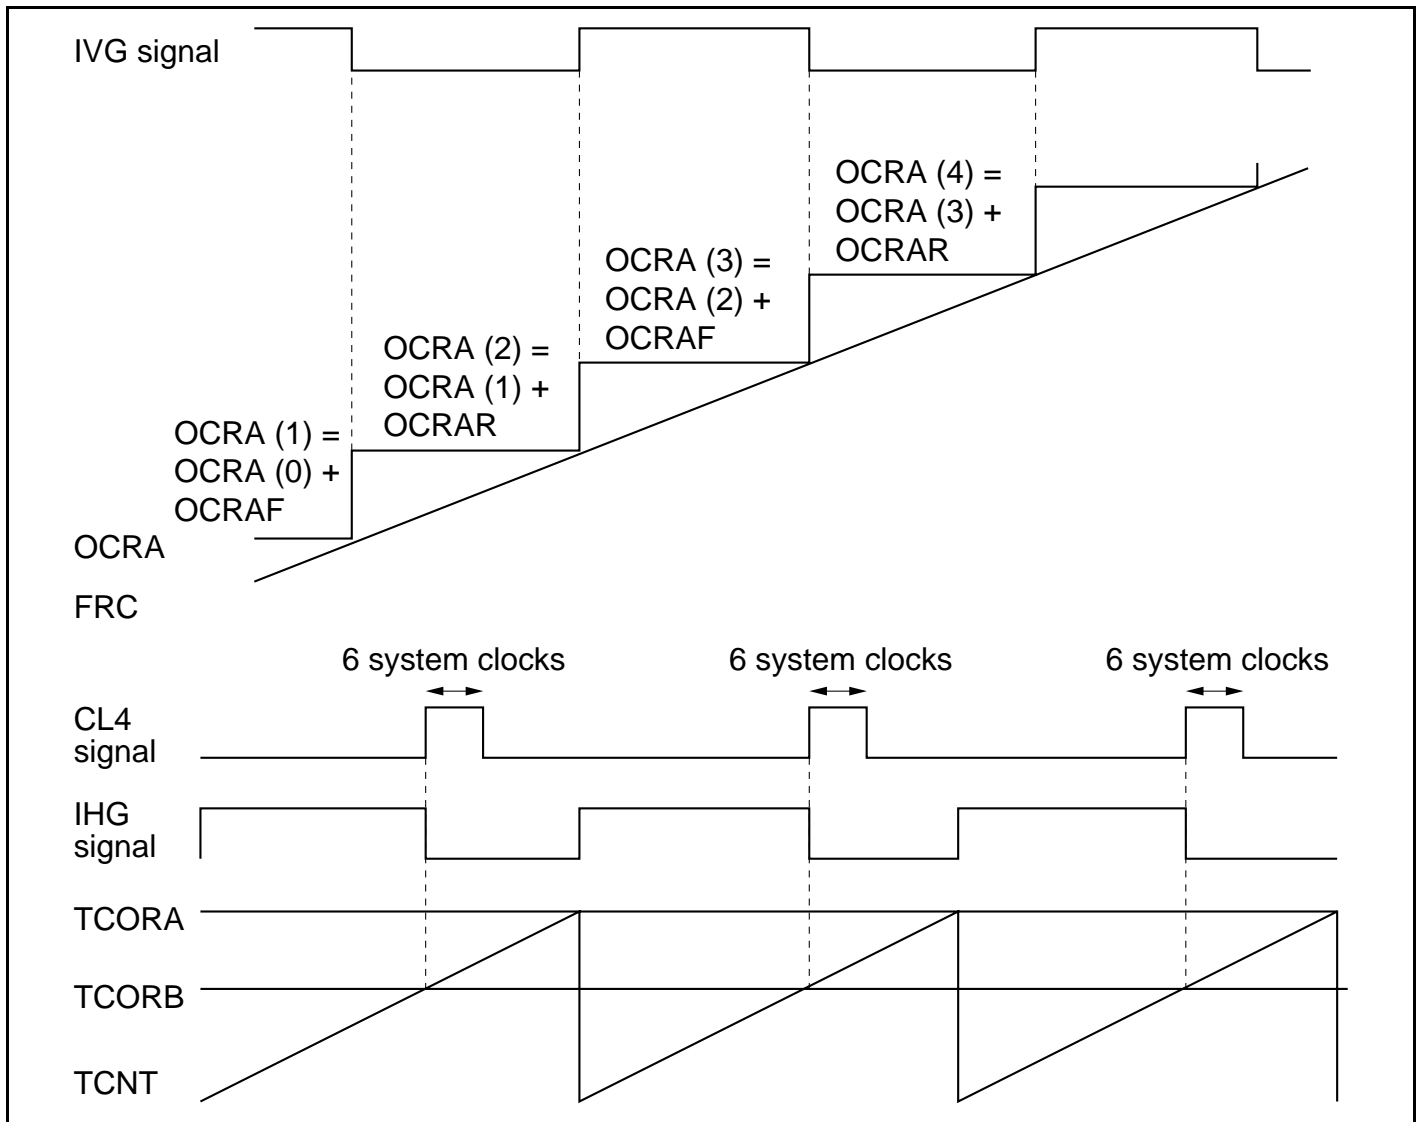 IVG signal
OCRA (4) =
OCRA (3) +
OCRAR
OCRA (3) =
OCRA (2) +
OCRAF
OCRA (2) =
OCRA (1) +
OCRAR
OCRA (1) =
OCRA (0) +
OCRAF
OCRA
FRC
6 system clocks 6 system clocks 6 system clocks
CL4
signal
IHG
signal
TCORA
TCORB
TCNT